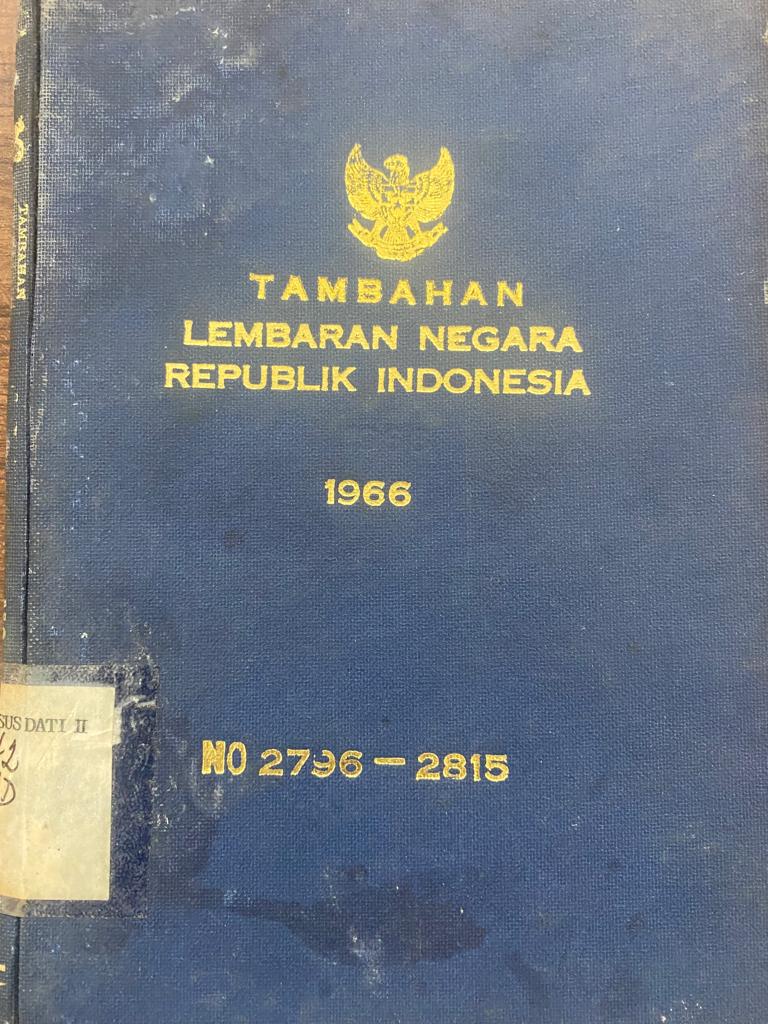 TAMBAHAN
LEMBARAN NEGARA
REPUBLIK INDONESIA
1966
NO 2796 - 2815
TAMBAHAN
SUS DATI II